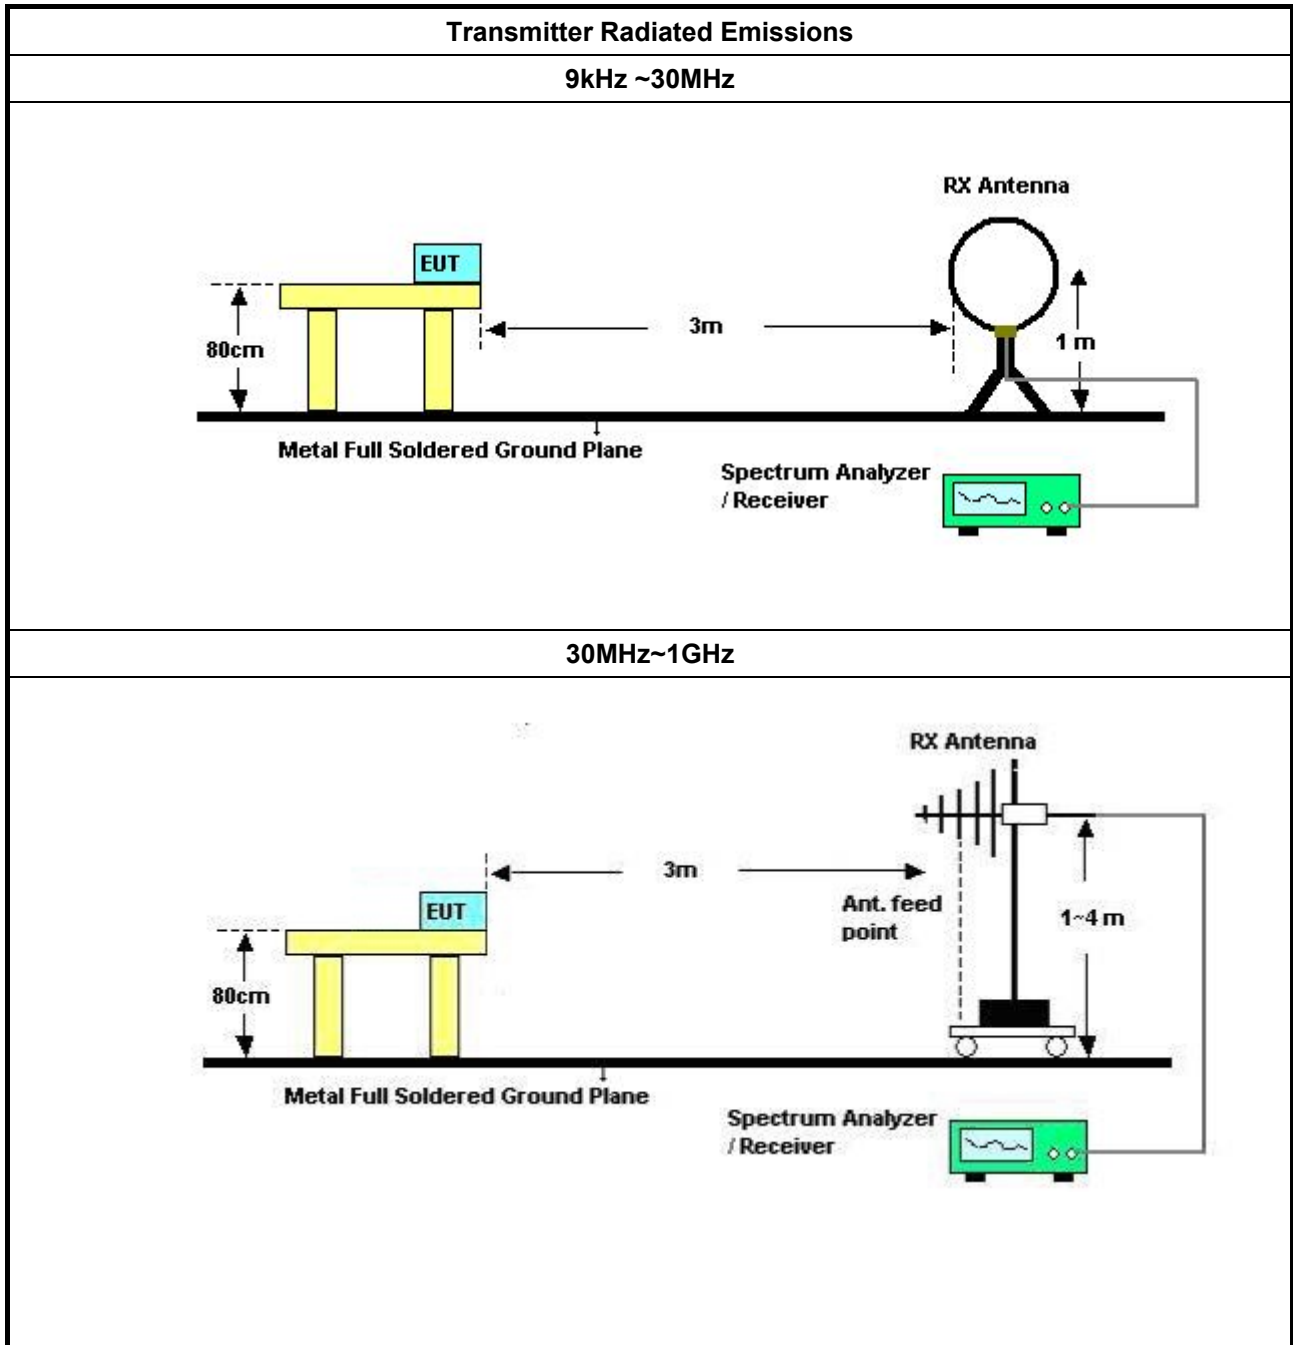 Transmitter Radiated Emissions
9kHz ~30MHz
RX Antenna
EUT
3m
80cm
1 m
Metal Full Soldered Ground Plane
Spectrum Analyzer
/ Receiver
30MHz~1GHz
RX Antenna
3m
EUT
Ant. feed
point
1~4 m
80cm
Metal Full Soldered Ground Plane
Spectrum Analyzer
/ Receiver